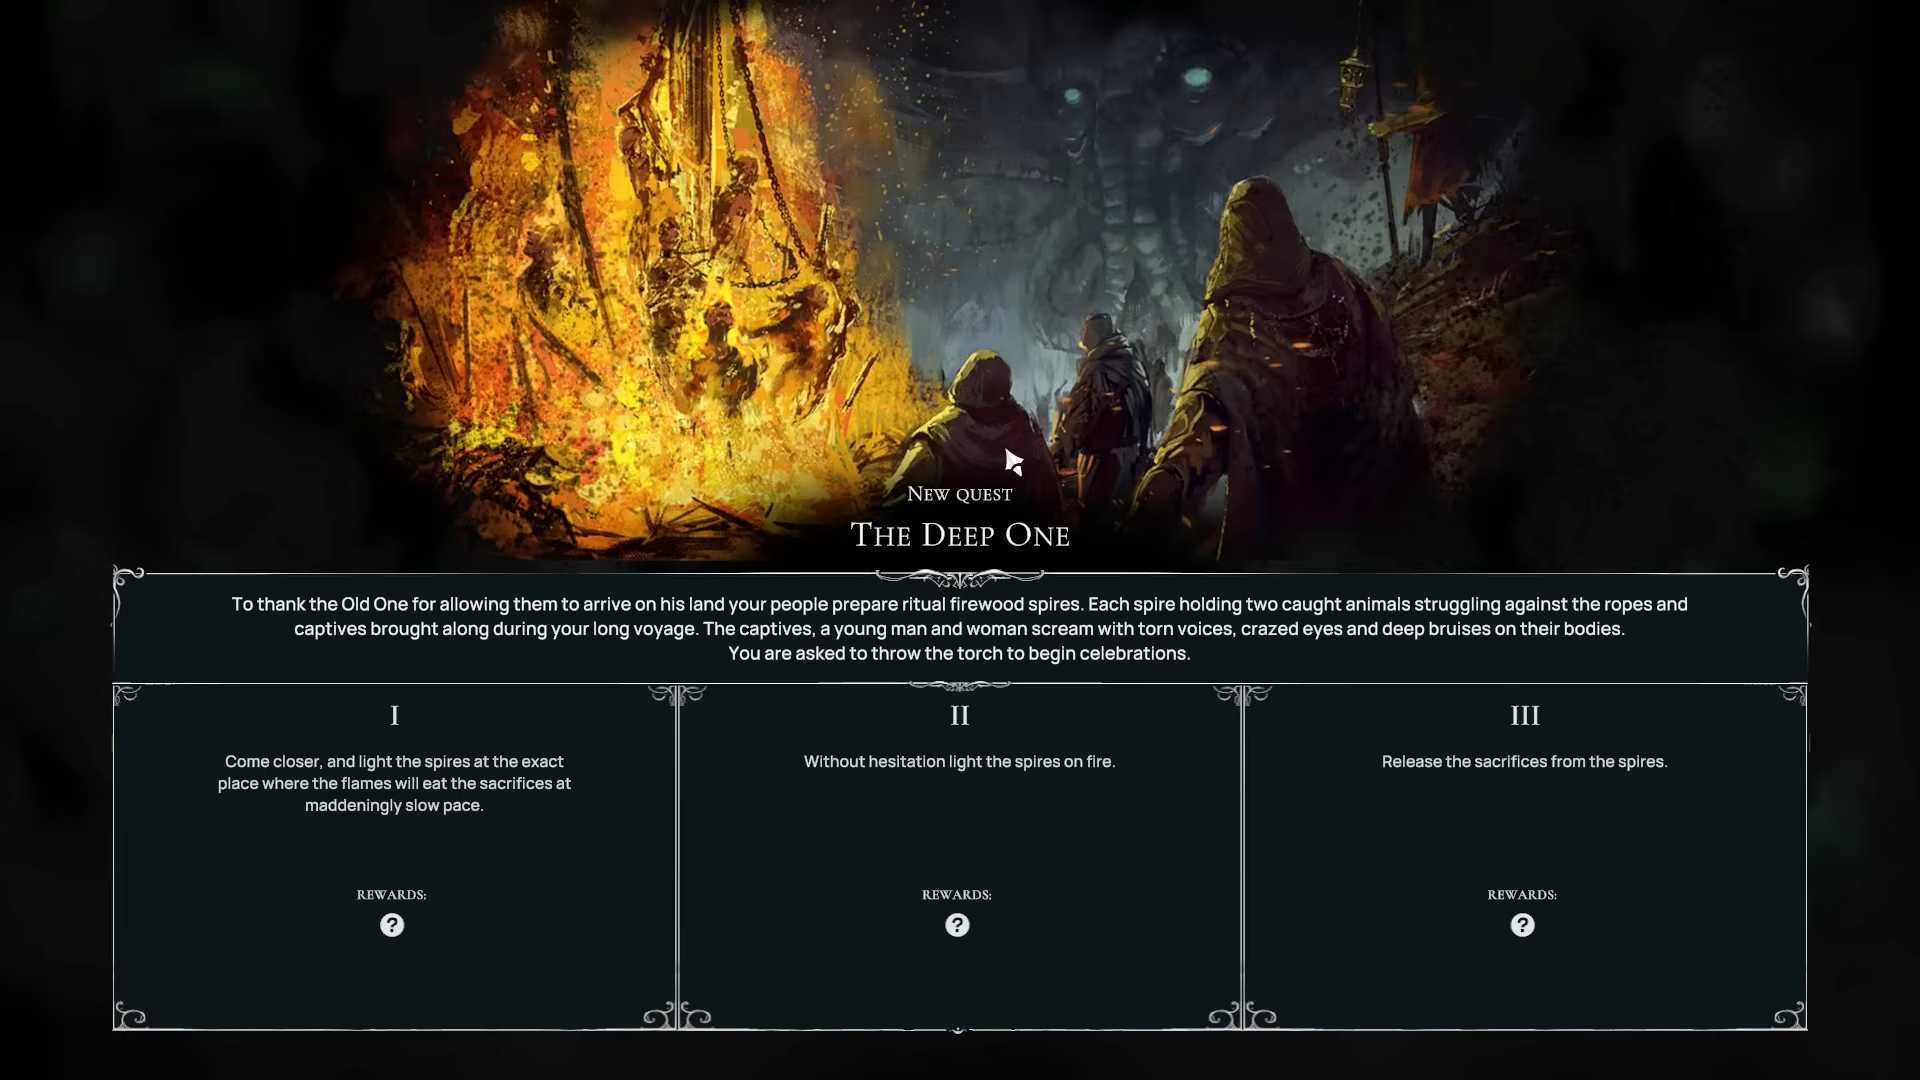 New quest
The Deep One
To thank the Old One for allowing them to arrive on his land your people prepare ritual firewood spires. Each spire holding two caught animals struggling against the ropes and
captives brought along during your long voyage. The captives, a young man and woman scream with torn voices, crazed eyes and deep bruises on their bodies.
You are asked to throw the torch to begin celebrations.
I
Come closer, and light the spires at the exact
place where the flames will eat the sacrifices at
maddeningly slow pace.
REWARDS:
?
II
Without hesitation light the spires on fire.
REWARDS:
?
III
Release the sacrifices from the spires.
REWARDS:
?